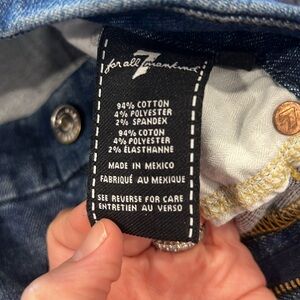 7
for all mankind
94% COTTON
4% POLYESTER
2% SPANDEX
94% COTON
4% POLYESTER
2% ÉLASTHANNE
MADE IN MEXICO
FABRIQUÉ AU MEXIQUE
SEE REVERSE FOR CARE
ENTRETIEN AU VERSO